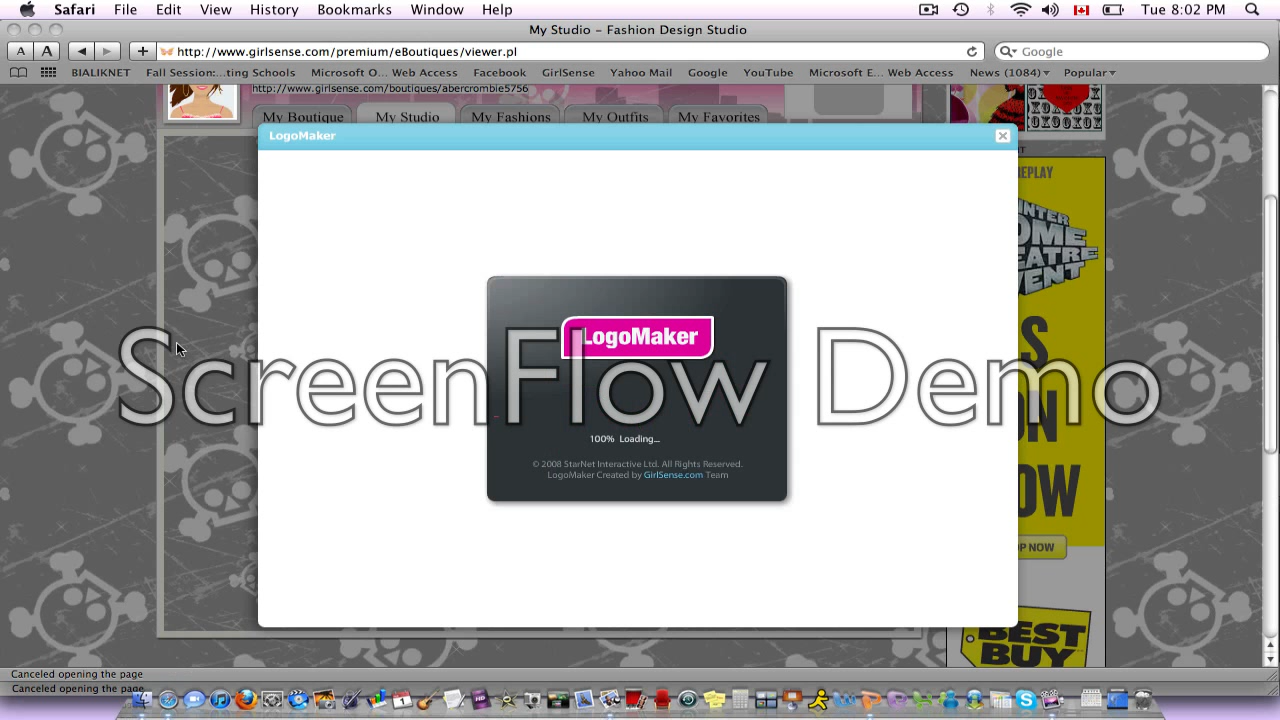 Safari File Edit View History Bookmarks Window Help Tue 8:02 PM
My Studio – Fashion Design Studio
A A http://www.girlsense.com/premium/eBoutiques/viewer.pl Google
BIALIKNET Fall Session:...ting Schools Microsoft O... Web Access Facebook GirlSense Yahoo Mail Google YouTube Microsoft E... Web Access News (1084) Popular
http://www.girlsense.com/boutiques/abercrombie5756
My Boutique My Studio My Fashions My Outfits My Favorites
LogoMaker
LogoMaker
ScreenFlow Demo
100% Loading...
© 2008 StarNet Interactive Ltd. All Rights Reserved.
LogoMaker Created by GirlSense.com Team
BEST
BUY
Canceled opening the page
Canceled opening the page